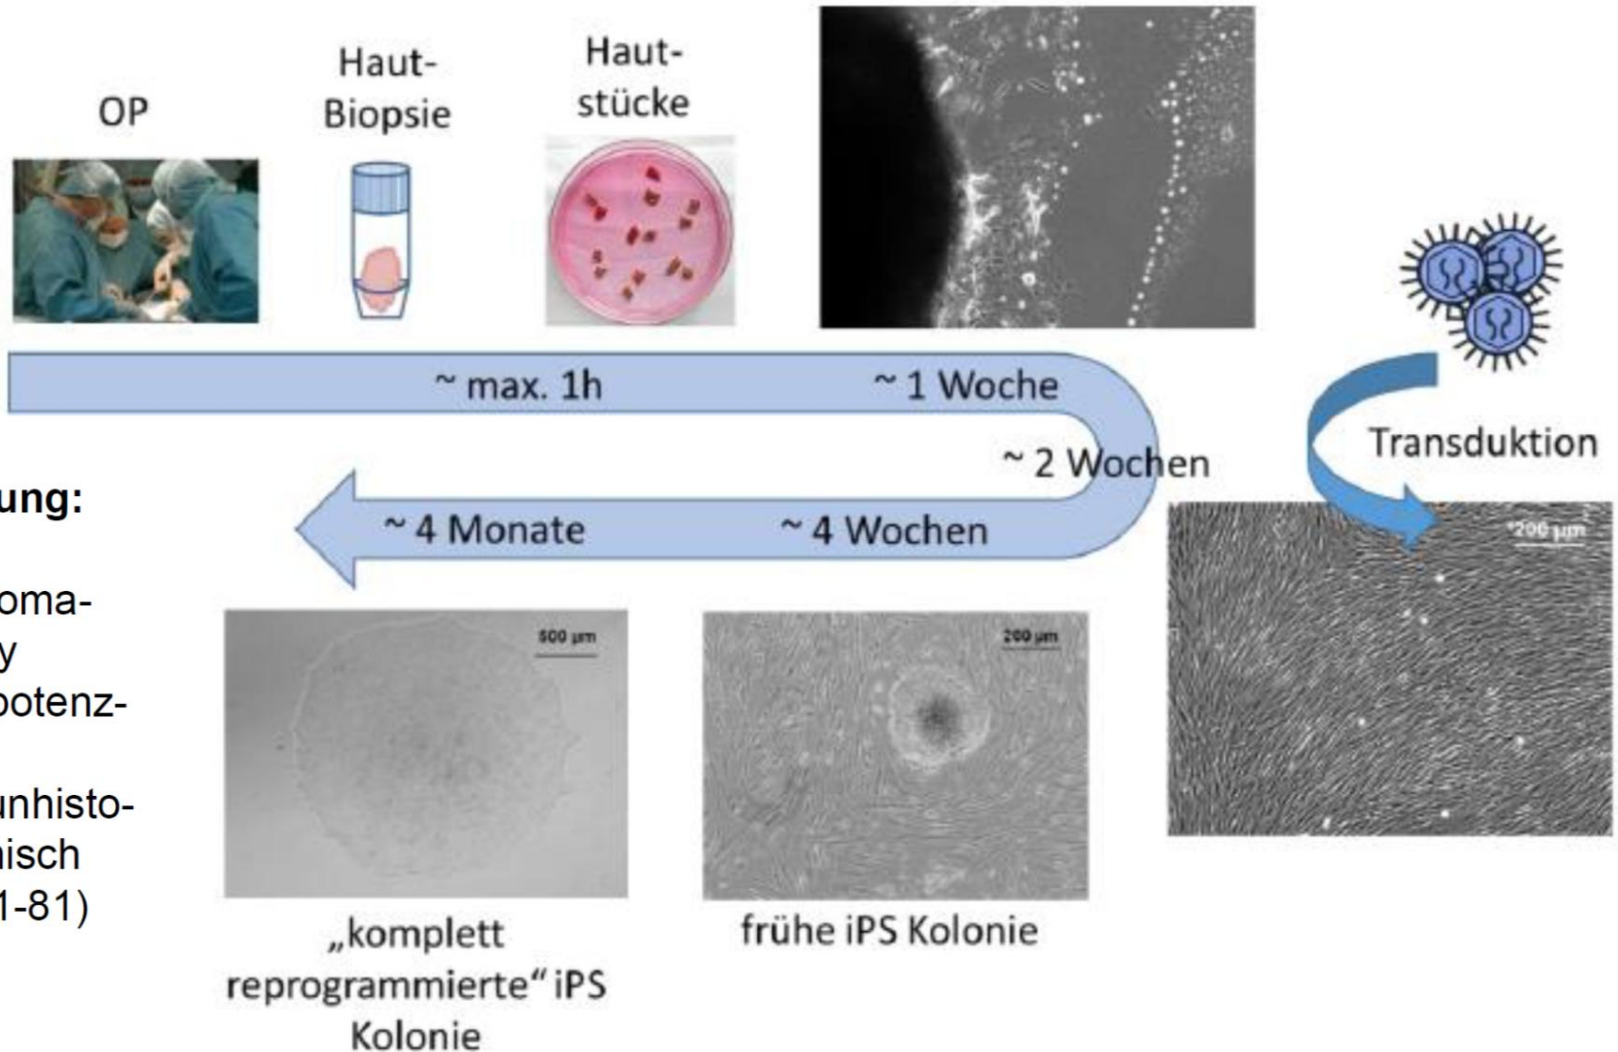 OP
Haut-
Biopsie
Haut-
stücke
~ max. 1h
~ 1 Woche
~ 2 Wochen
Transduktion
~ 4 Wochen
~ 4 Monate
ung:
oma-
y
potenz-
unhisto-
nisch
1-81)
500 µm
200 µm
200 µm
„komplett
reprogrammierte“ iPS
Kolonie
frühe iPS Kolonie